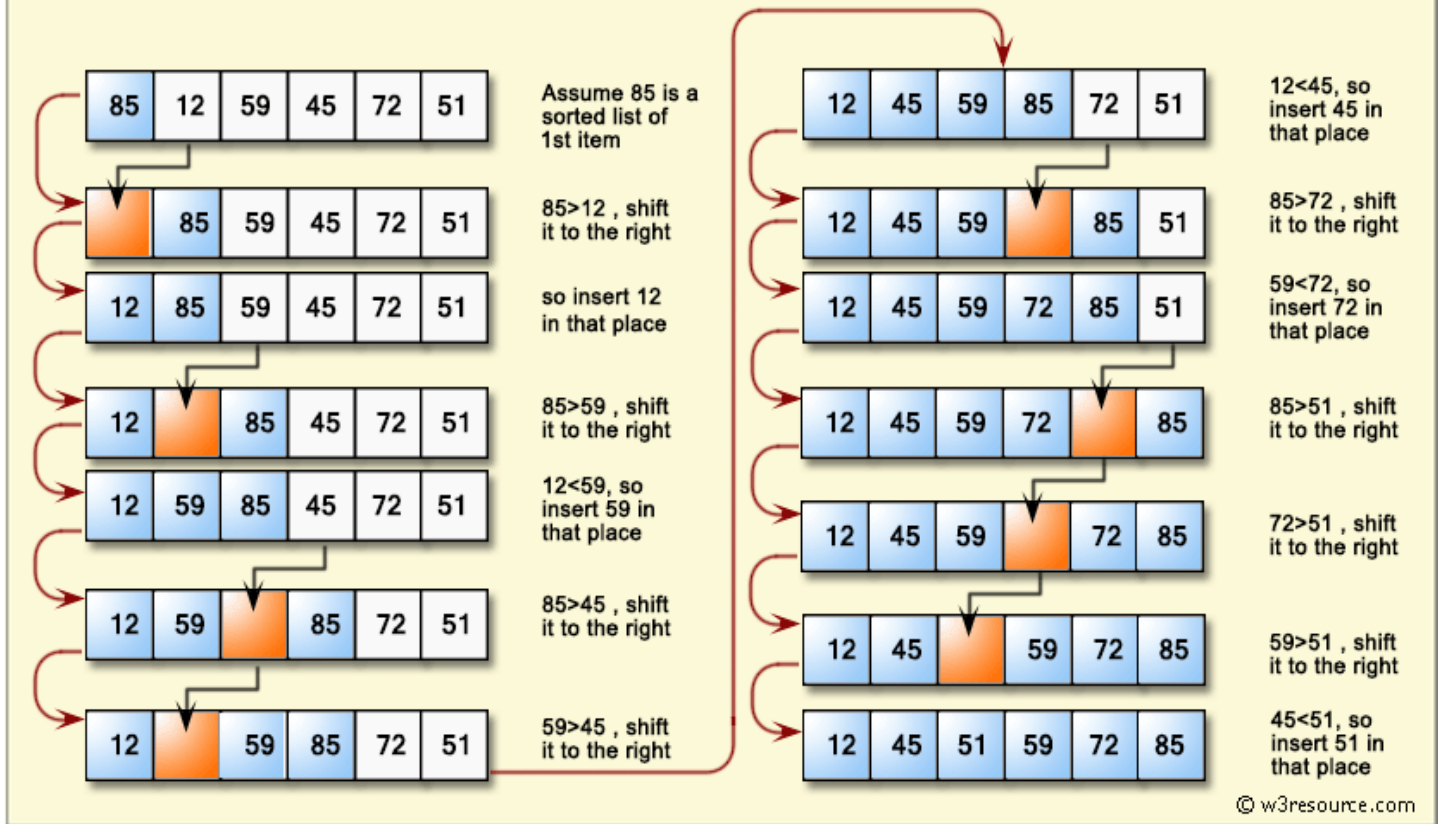 85 12 59 45 72 51
Assume 85 is a
sorted list of
1st item
85 59 45 72 51
85>12 , shift
it to the right
12 85 59 45 72 51
so insert 12
in that place
12 85 45 72 51
85>59 , shift
it to the right
12 59 85 45 72 51
12<59, so
insert 59 in
that place
12 59 85 72 51
85>45 , shift
it to the right
12 59 85 72 51
59>45 , shift
it to the right
12 45 59 85 72 51
12<45, so
insert 45 in
that place
12 45 59 85 51
85>72 , shift
it to the right
12 45 59 72 85 51
59<72, so
insert 72 in
that place
12 45 59 72 85
85>51 , shift
it to the right
12 45 59 72 85
72>51 , shift
it to the right
12 45 59 72 85
59>51 , shift
it to the right
12 45 51 59 72 85
45<51, so
insert 51 in
that place
© w3resource.com